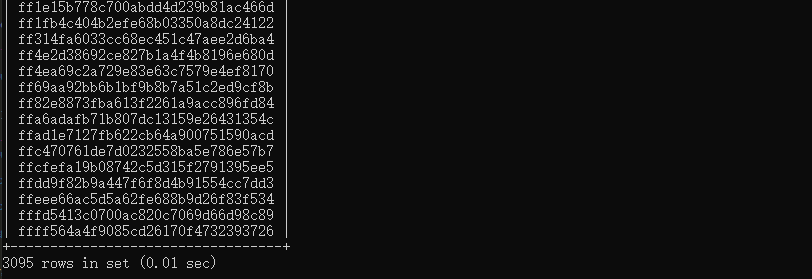 | ff1e15b778c700abdd4d239b81ac466d |
| ff1fb4c404b2efe68b03350a8dc24122 |
| ff314fa6033cc68ec451c47aee2d6ba4 |
| ff4e2d38692ce827b1a4f4b8196e680d |
| ff4ea69c2a729e83e63c7579e4ef8170 |
| ff69aa92bb6b1bf9b8b7a51c2ed9cf8b |
| ff82e8873fba613f2261a9acc896fd84 |
| ffa6adafb71b807dc13159e26431354c |
| ffad1e7127fb622cb64a900751590acd |
| ffc470761de7d0232558ba5e786e57b7 |
| ffcfefa19b08742c5d315f2791395ee5 |
| ffdd9f82b9a447f6f8d4b91554cc7dd3 |
| ffeee66ac5d5a62fe688b9d26f83f534 |
| fffd5413c0700ac820c7069d66d98c89 |
| ffff564a4f9085cd26170f4732393726 |
+----------------------------------+
3095 rows in set (0.01 sec)